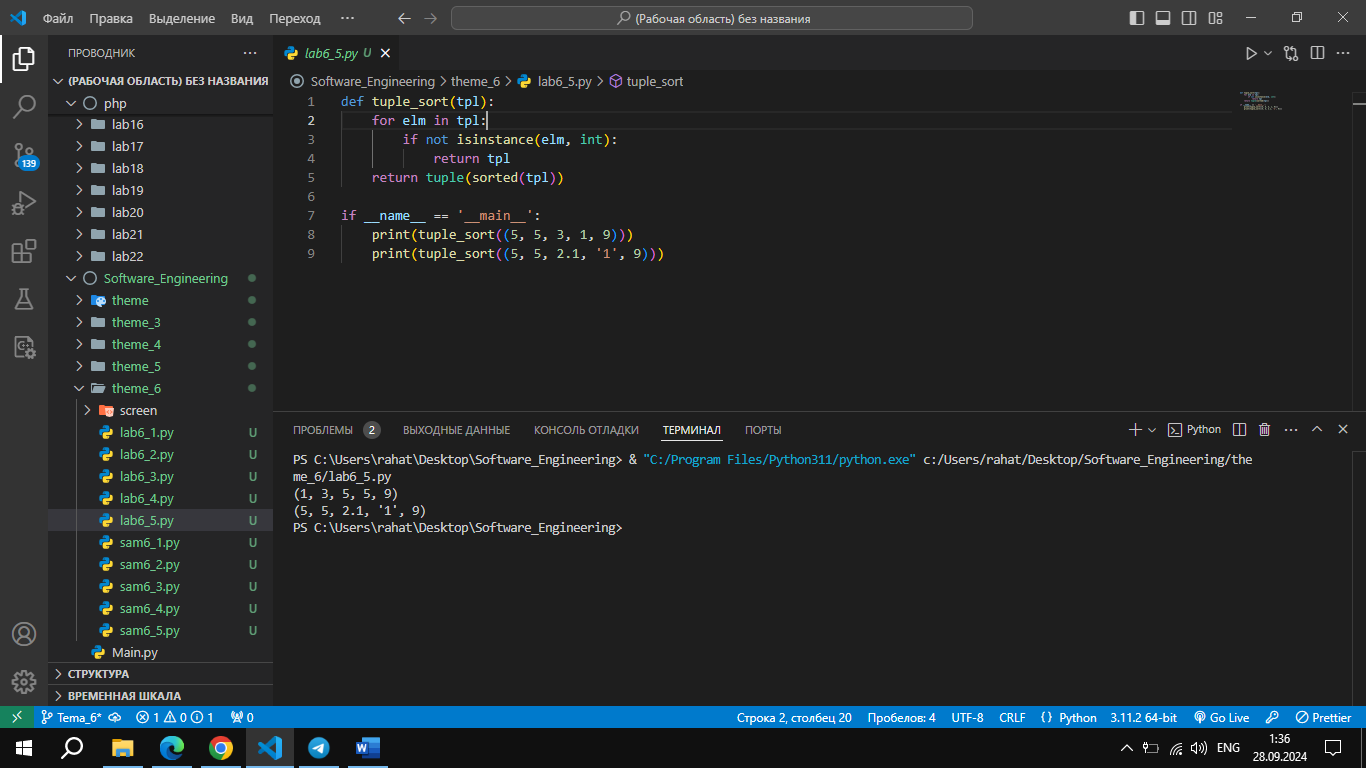 Файл Правка Выделение Вид Переход ··· (Рабочая область) без названия
ПРОВОДНИК ···
(РАБОЧАЯ ОБЛАСТЬ) БЕЗ НАЗВАНИЯ
php
lab16
lab17
lab18
lab19
lab20
lab21
lab22
Software_Engineering
theme
theme_3
theme_4
theme_5
theme_6
screen
lab6_1.py U
lab6_2.py U
lab6_3.py U
lab6_4.py U
lab6_5.py U
sam6_1.py U
sam6_2.py U
sam6_3.py U
sam6_4.py U
sam6_5.py U
Main.py
СТРУКТУРА
ВРЕМЕННАЯ ШКАЛА
139
lab6_5.py U
Software_Engineering > theme_6 > lab6_5.py > tuple_sort
1 def tuple_sort(tpl):
2 for elm in tpl:
3 if not isinstance(elm, int):
4 return tpl
5 return tuple(sorted(tpl))
6
7 if __name__ == '__main__':
8 print(tuple_sort((5, 5, 3, 1, 9)))
9 print(tuple_sort((5, 5, 2.1, '1', 9)))
ПРОБЛЕМЫ 2 ВЫХОДНЫЕ ДАННЫЕ КОНСОЛЬ ОТЛАДКИ ТЕРМИНАЛ ПОРТЫ Python ···
PS C:\Users\rahat\Desktop\Software_Engineering> & "C:/Program Files/Python311/python.exe" c:/Users/rahat/Desktop/Software_Engineering/the
me_6/lab6_5.py
(1, 3, 5, 5, 9)
(5, 5, 2.1, '1', 9)
PS C:\Users\rahat\Desktop\Software_Engineering>
Tema_6* 1 0 1 0 Строка 2, столбец 20 Пробелов: 4 UTF-8 CRLF Python 3.11.2 64-bit Go Live Prettier
ENG 1:36
28.09.2024